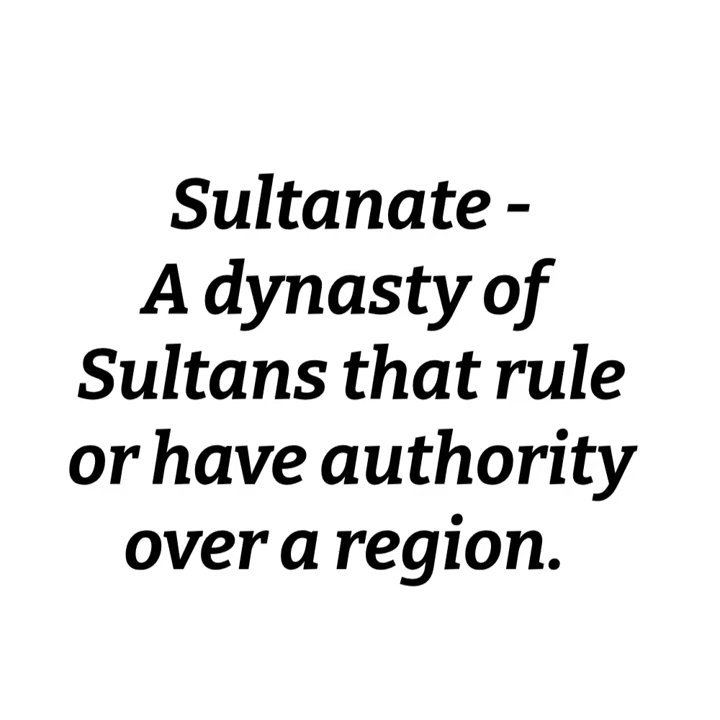 Sultanate -
A dynasty of
Sultans that rule
or have authority
over a region.